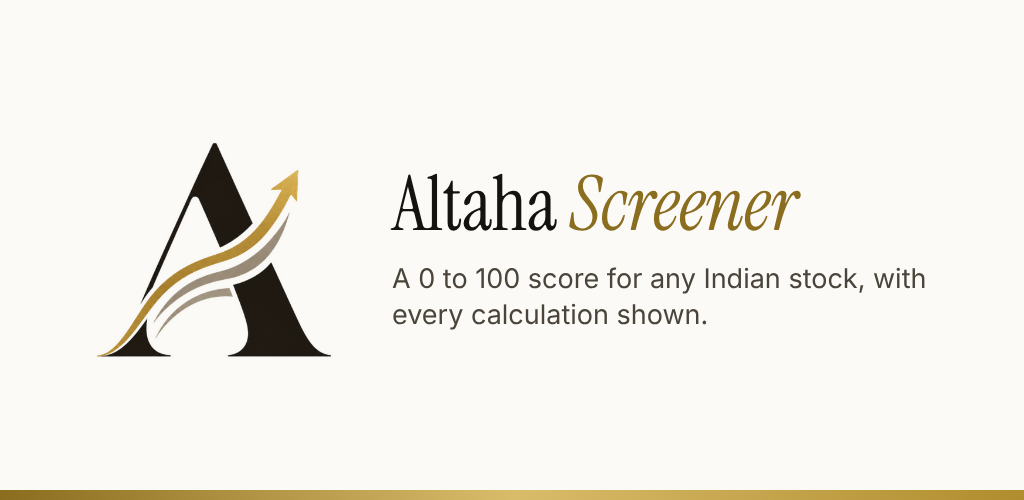 Altaha Screener
A 0 to 100 score for any Indian stock, with
every calculation shown.